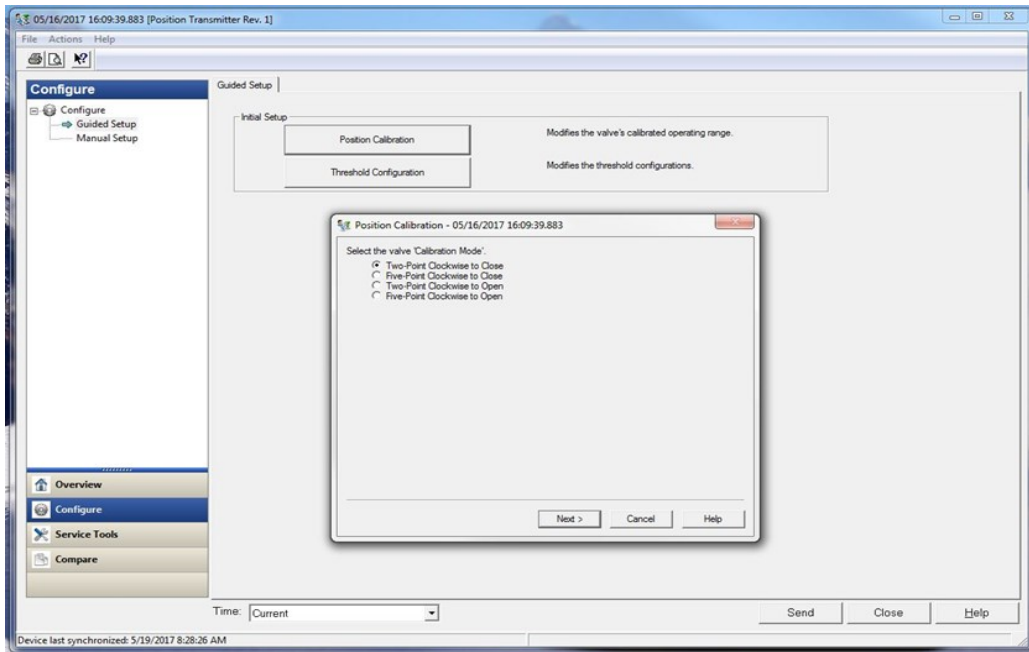 05/16/2017 16:09:39.883 [Position Transmitter Rev. 1]
File Actions Help
Configure
Guided Setup
Configure
Guided Setup
Manual Setup
Initial Setup
Position Calibration
Modifies the valve's calibrated operating range.
Threshold Configuration
Modifies the threshold configurations.
Position Calibration - 05/16/2017 16:09:39.883
Select the valve 'Calibration Mode'.
Two-Point Clockwise to Close
Five-Point Clockwise to Close
Two-Point Clockwise to Open
Five-Point Clockwise to Open
Next > Cancel Help
Overview
Configure
Service Tools
Compare
Time: Current
Send Close Help
Device last synchronized: 5/19/2017 8:28:26 AM